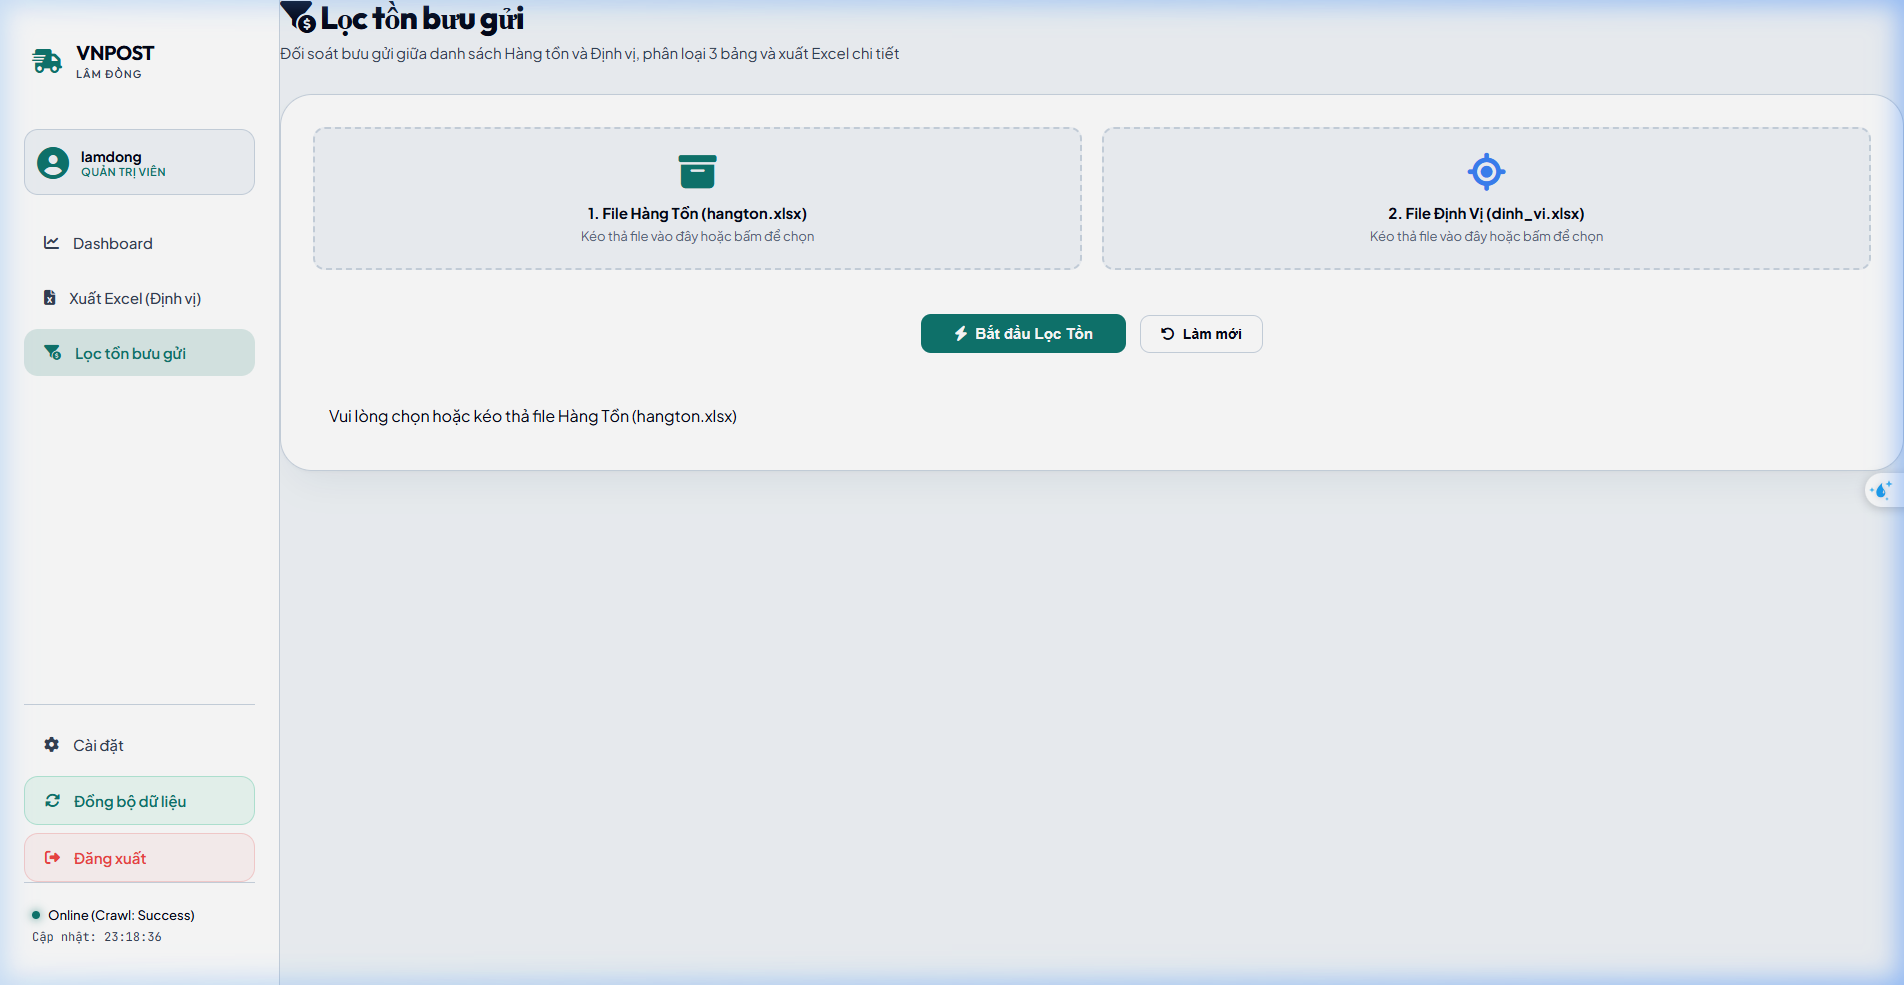 VNPOST
LÂM ĐỒNG
lamdong
QUẢN TRỊ VIÊN
Dashboard
Xuất Excel (Định vị)
Lọc tồn bưu gửi
Cài đặt
Đồng bộ dữ liệu
Đăng xuất
Online (Crawl: Success)
Cập nhật: 23:18:36
Lọc tồn bưu gửi
Đối soát bưu gửi giữa danh sách Hàng tồn và Định vị, phân loại 3 bảng và xuất Excel chi tiết
1. File Hàng Tồn (hangton.xlsx)
Kéo thả file vào đây hoặc bấm để chọn
2. File Định Vị (dinh_vi.xlsx)
Kéo thả file vào đây hoặc bấm để chọn
Bắt đầu Lọc Tồn
Làm mới
Vui lòng chọn hoặc kéo thả file Hàng Tồn (hangton.xlsx)